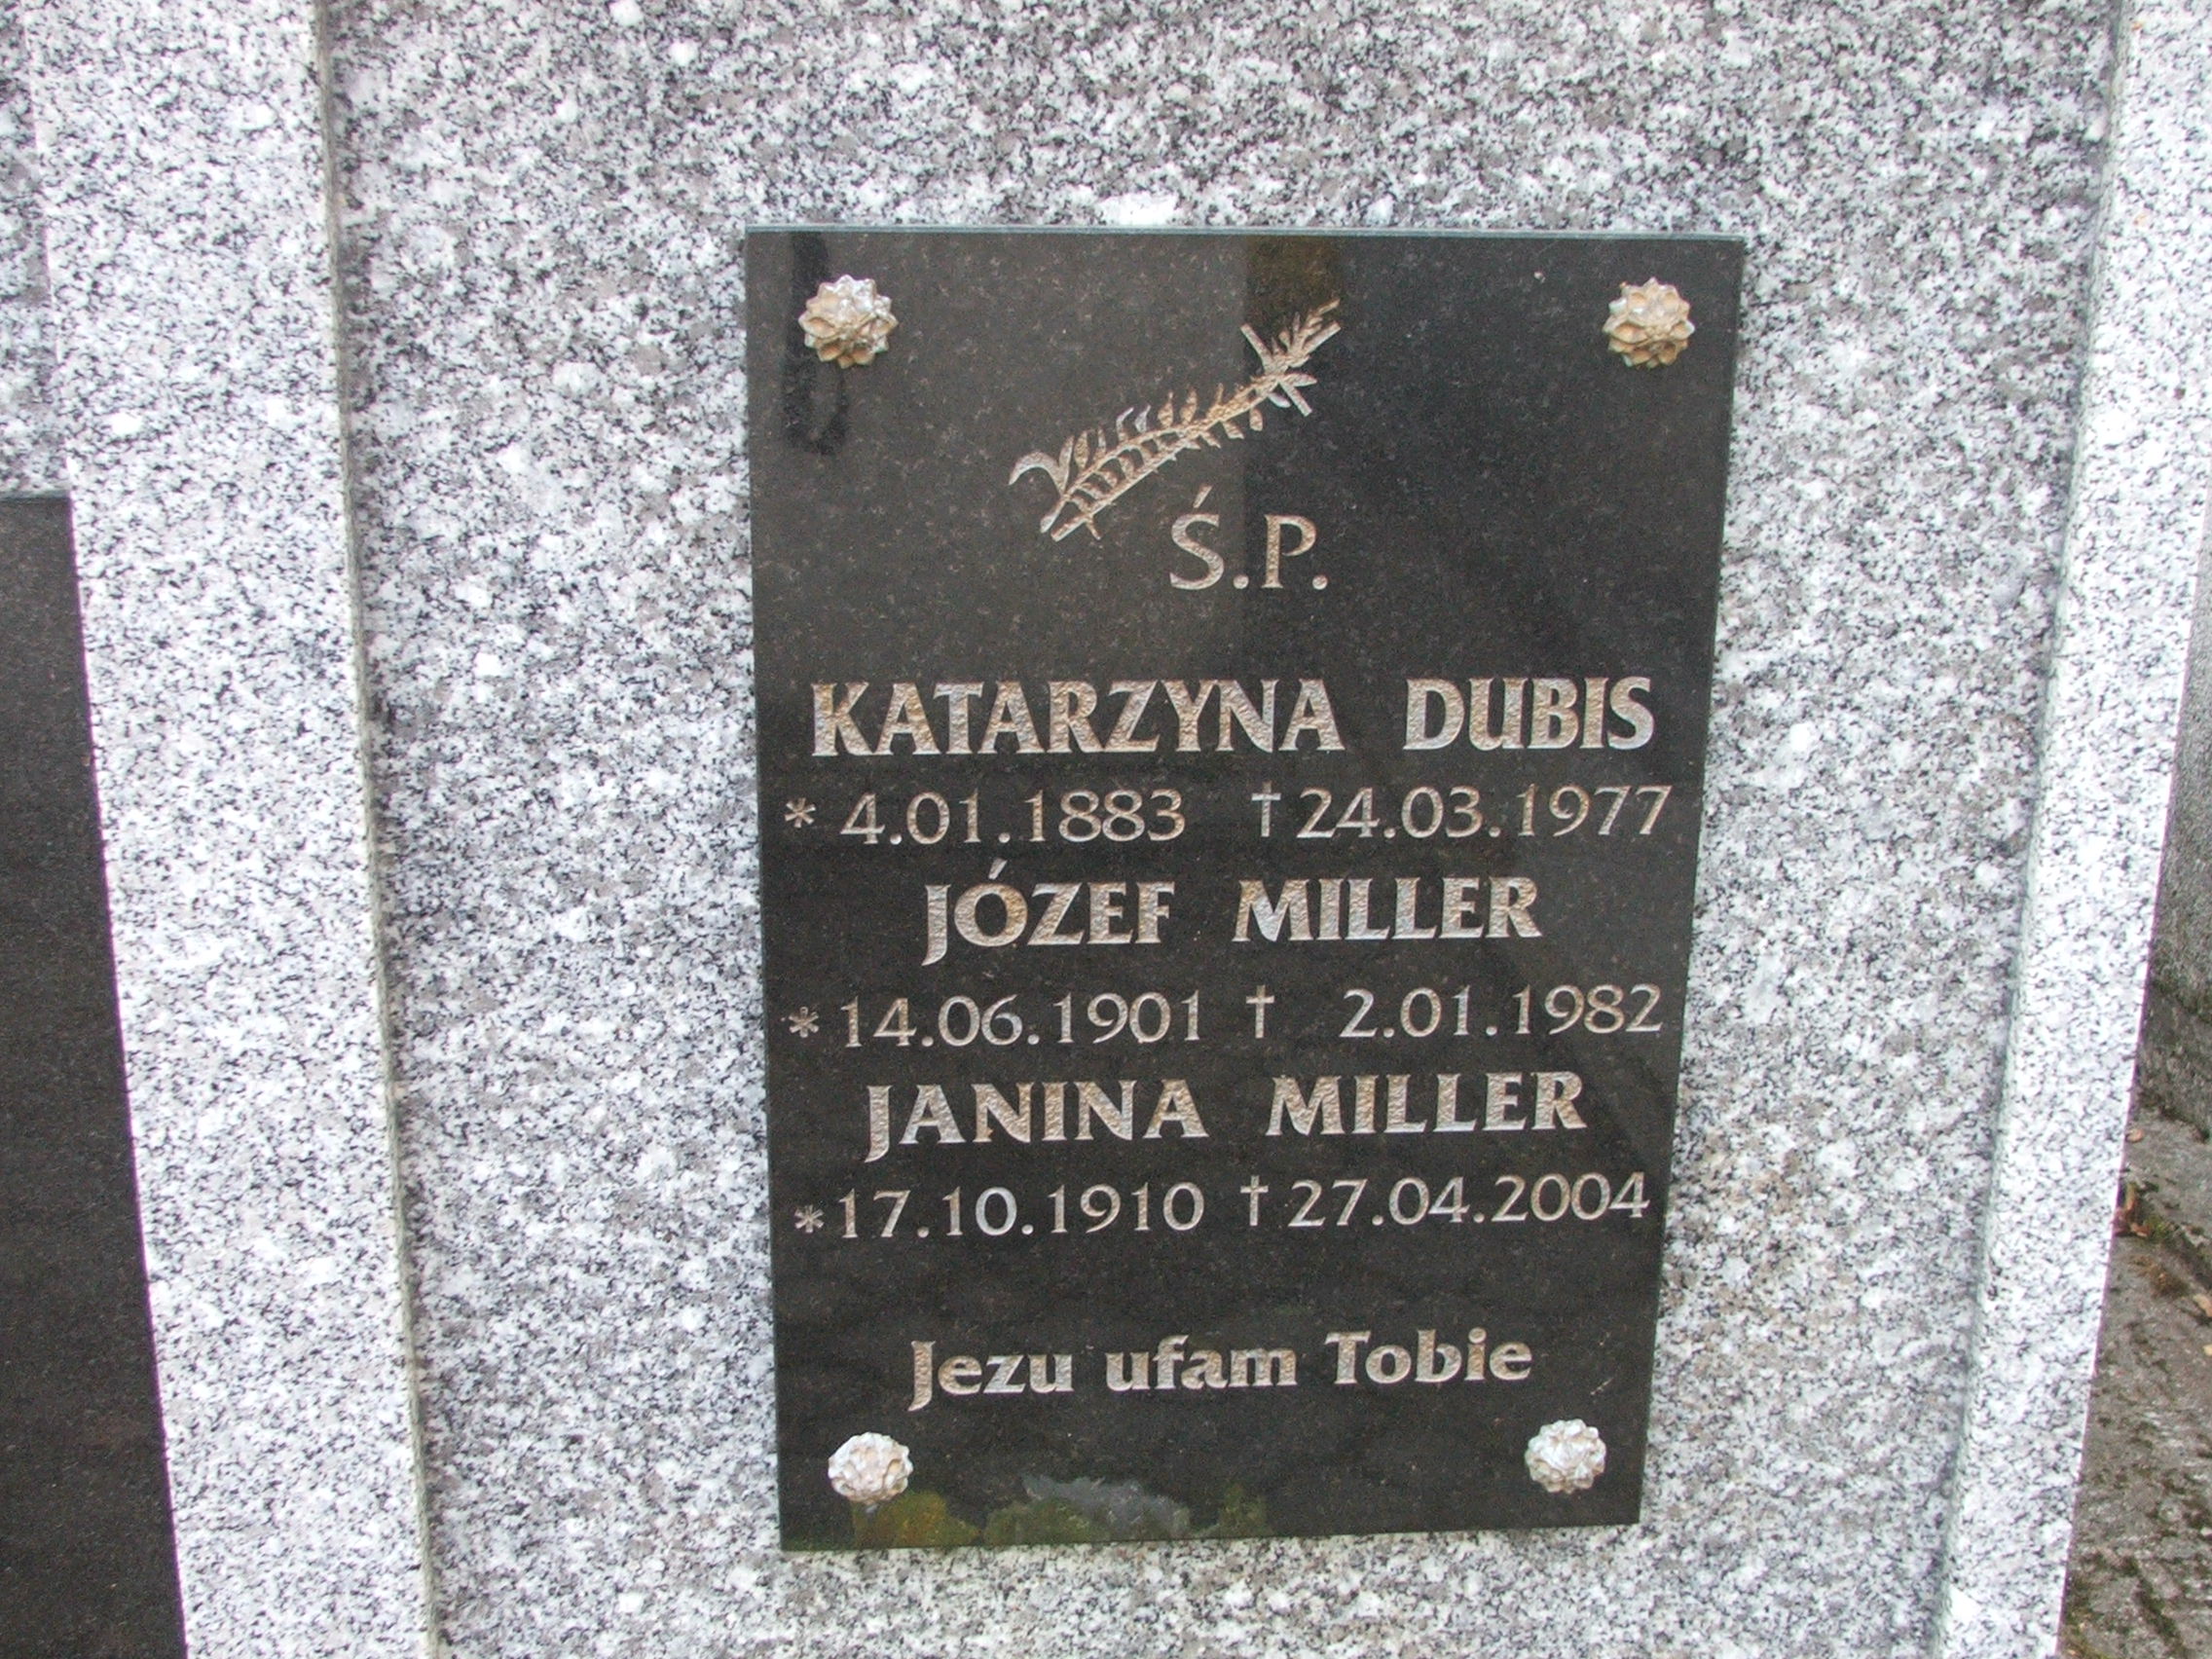 Ś.P.
KATARZYNA DUBIS
* 4.01.1883 †24.03.1977
JÓZEF MILLER
*14.06.1901 † 2.01.1982
JANINA MILLER
*17.10.1910 †27.04.2004
Jezu ufam Tobie